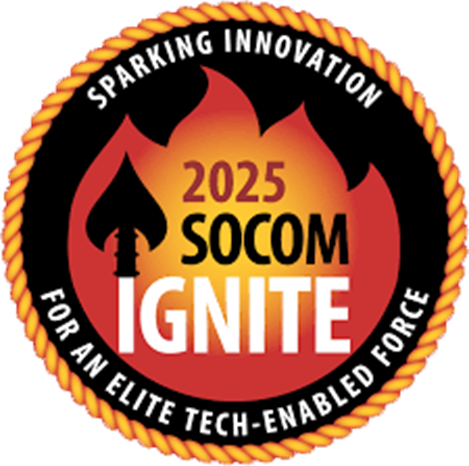 SPARKING INNOVATION
2025
SOCOM
IGNITE
FOR AN ELITE TECH-ENABLED FORCE